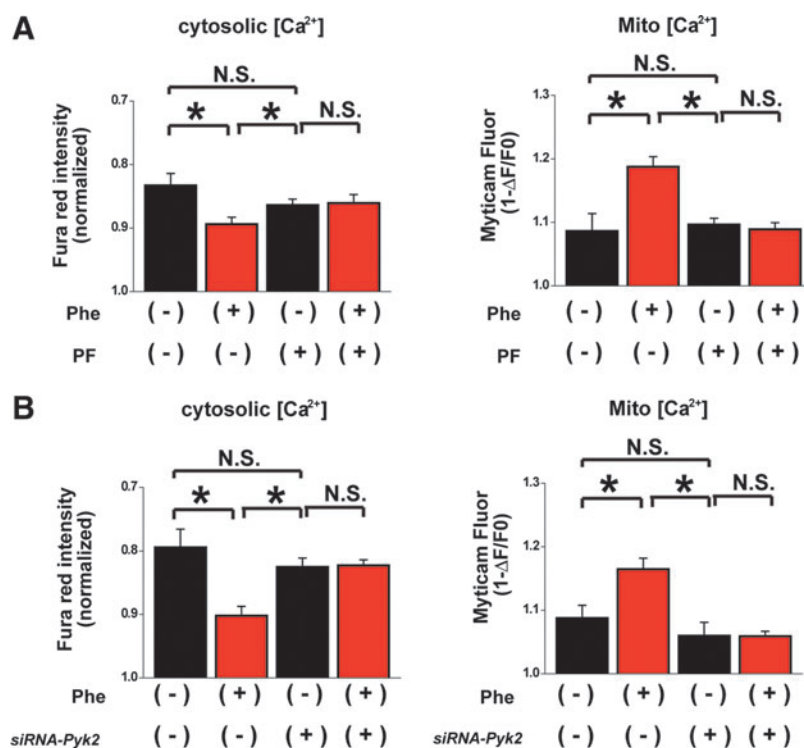 A
cytosolic [Ca²⁺]
N.S.
* * N.S.
Fura red intensity
(normalized)
0.7
0.8
0.9
1.0
Phe (-) (+) (-) (+)
PF (-) (-) (+) (+)
Mito [Ca²⁺]
N.S.
* * N.S.
Myticam Fluor
(1-ΔF/F0)
1.3
1.2
1.1
1.0
Phe (-) (+) (-) (+)
PF (-) (-) (+) (+)
B
cytosolic [Ca²⁺]
N.S.
* * N.S.
Fura red intensity
(normalized)
0.7
0.8
0.9
1.0
Phe (-) (+) (-) (+)
siRNA-Pyk2 (-) (-) (+) (+)
Mito [Ca²⁺]
N.S.
* * N.S.
Myticam Fluor
(1-ΔF/F0)
1.3
1.2
1.1
1.0
Phe (-) (+) (-) (+)
siRNA-Pyk2 (-) (-) (+) (+)